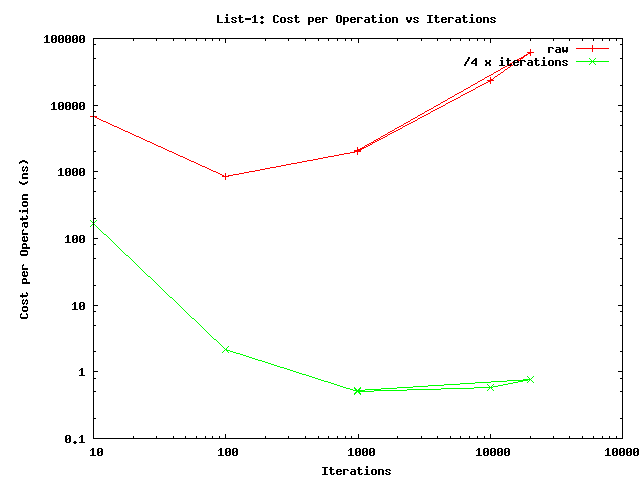 List-1: Cost per Operation vs Iterations
100000
10000
1000
100
10
1
0.1
Cost per Operation (ns)
raw
/4 x iterations
10 100 1000 10000 10000
Iterations